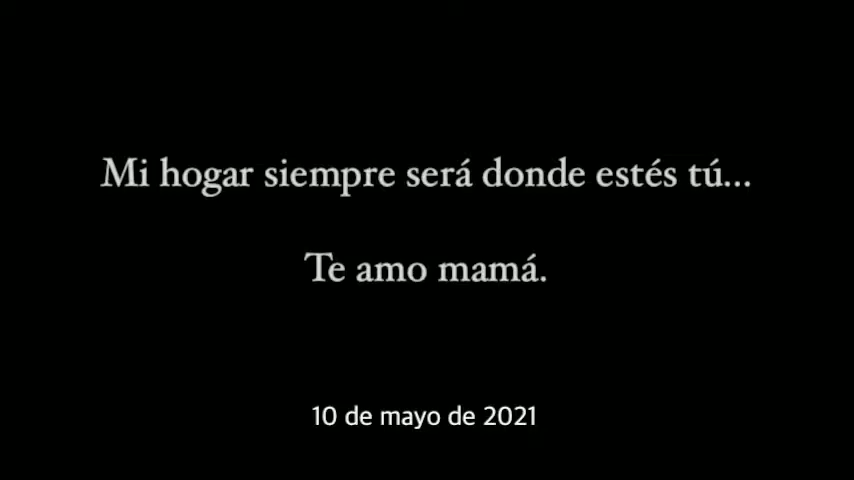 Mi hogar siempre será donde estés tú...
Te amo mamá.
10 de mayo de 2021